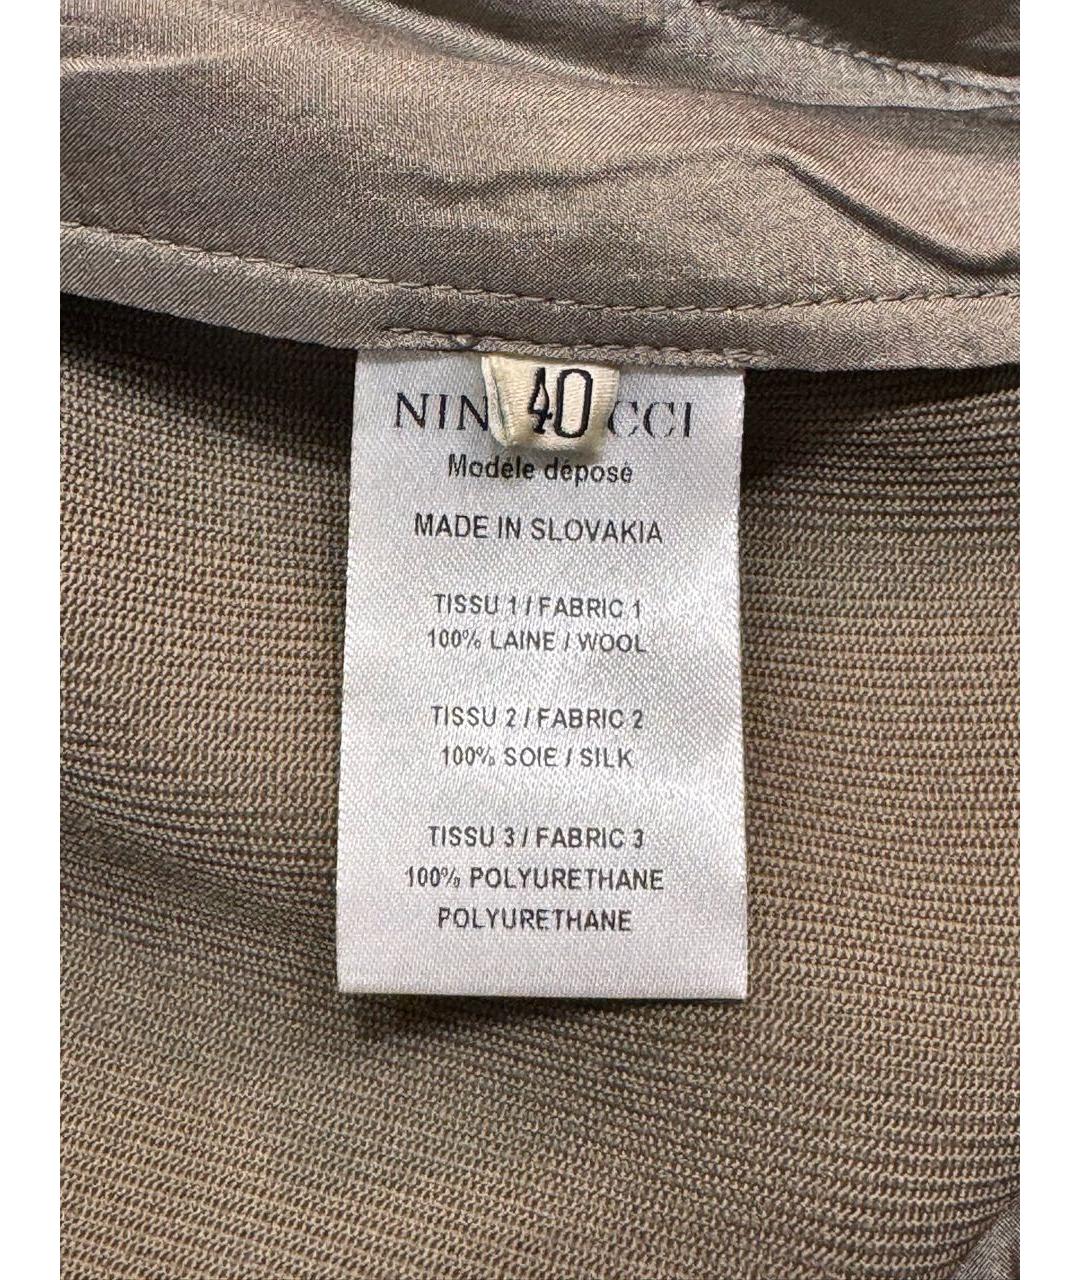 40
NIN CCI
Modéle déposé
MADE IN SLOVAKIA
TISSU 1 / FABRIC 1
100% LAINE / WOOL
TISSU 2 / FABRIC 2
100% SOIE / SILK
TISSU 3 / FABRIC 3
100% POLYURETHANE
POLYURETHANE